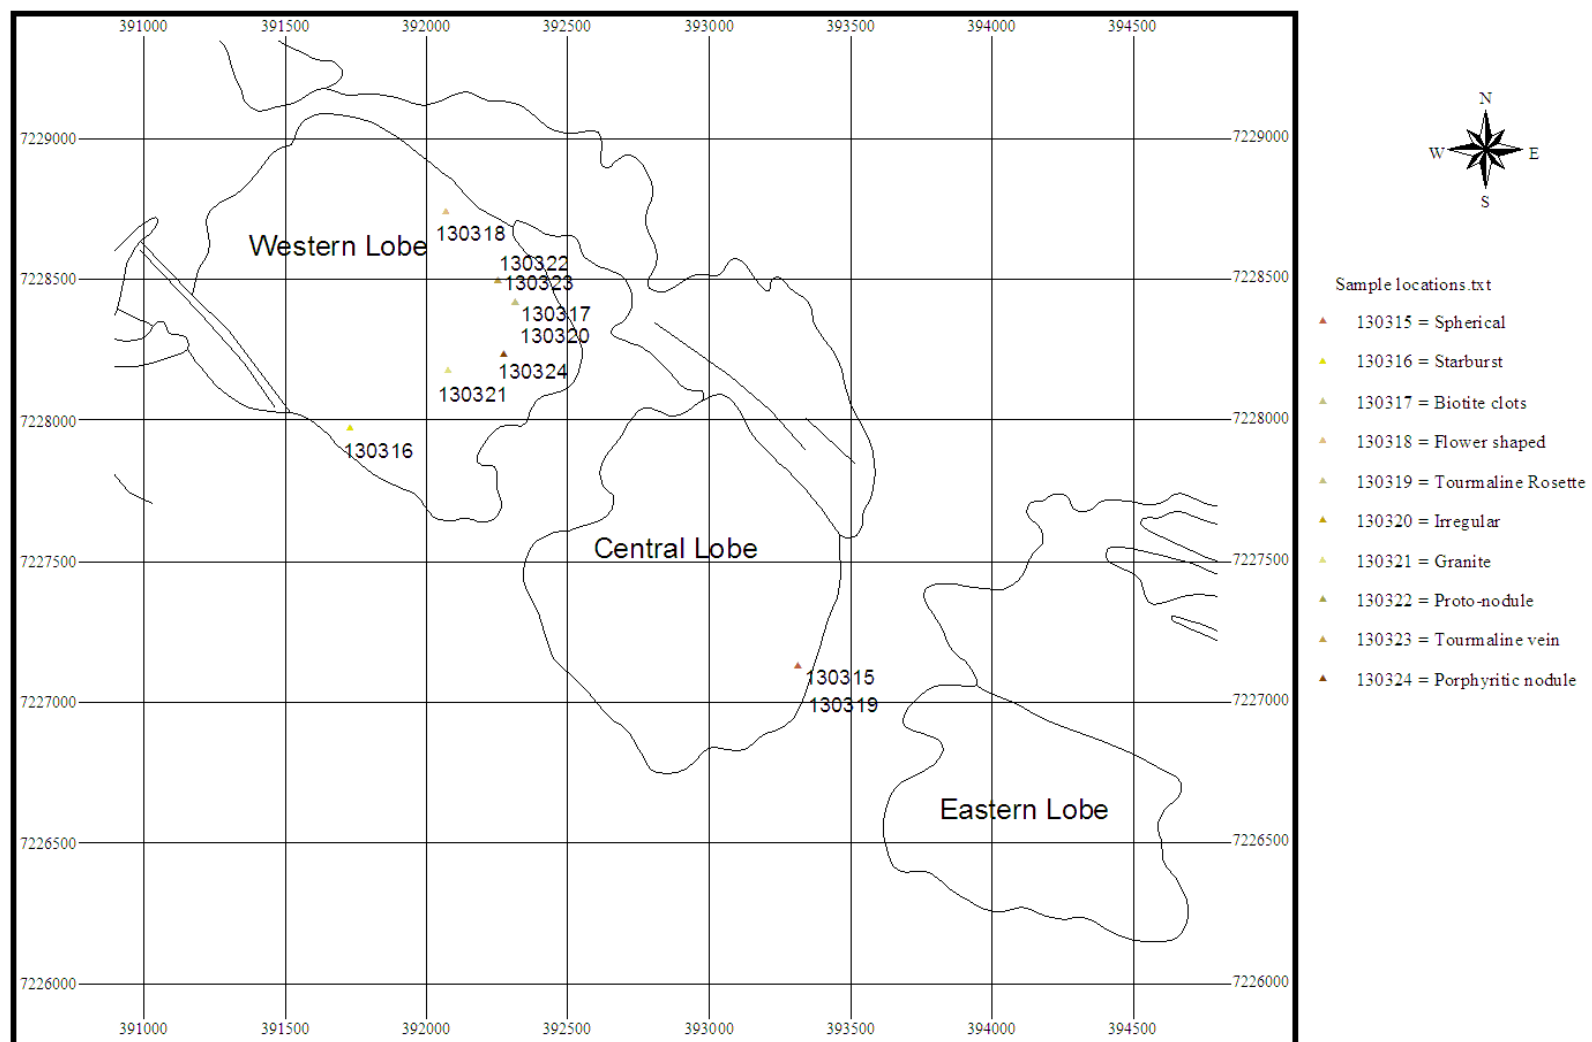 391000 391500 392000 392500 393000 393500 394000 394500
N
W E
S
7229000 7229000
130318
Western Lobe
130322
7228500 130323 7228500
130317
130320
130324
130321
7228000 7228000
130316
Central Lobe
7227500 7227500
130315
7227000 130319 7227000
Eastern Lobe
7226500 7226500
7226000 7226000
391000 391500 392000 392500 393000 393500 394000 394500
Sample locations.txt
130315 = Spherical
130316 = Starburst
130317 = Biotite clots
130318 = Flower shaped
130319 = Tourmaline Rosette
130320 = Irregular
130321 = Granite
130322 = Proto-nodule
130323 = Tourmaline vein
130324 = Porphyritic nodule